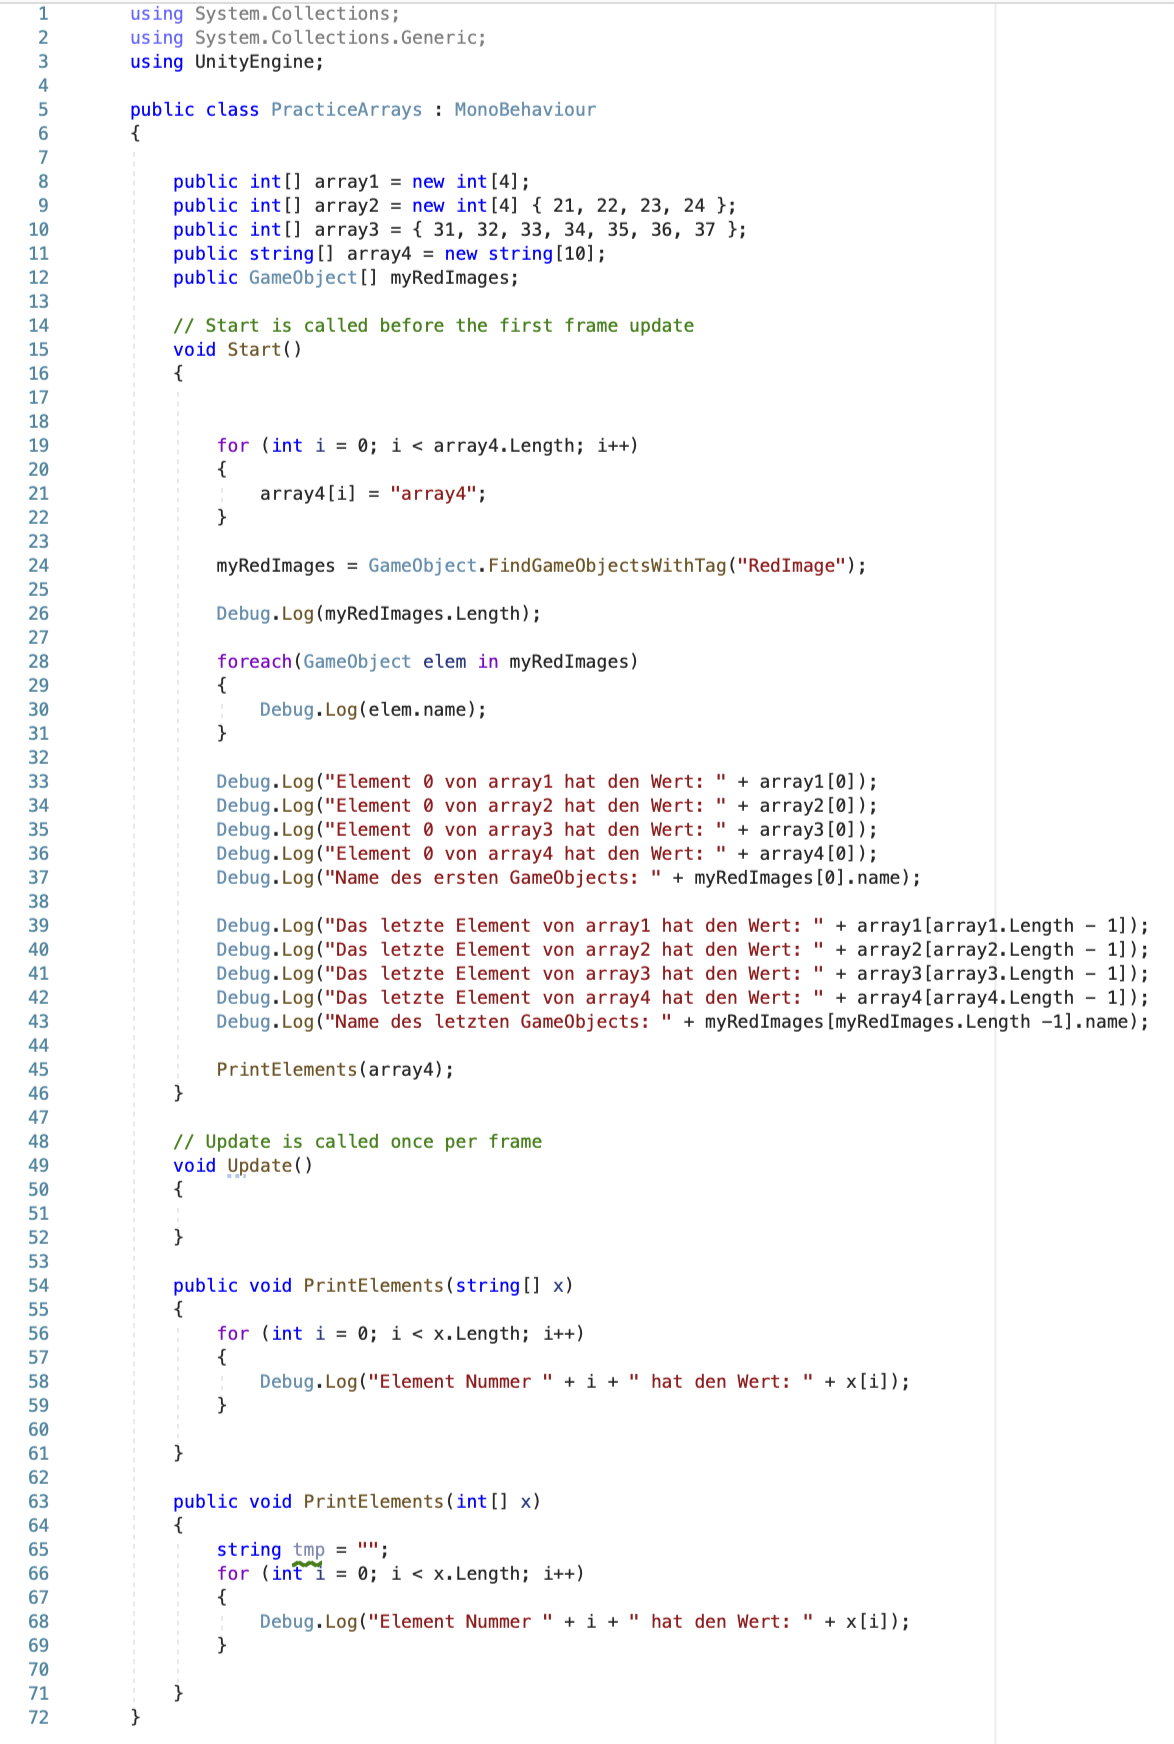 1 using System.Collections;
2 using System.Collections.Generic;
3 using UnityEngine;
4
5 public class PracticeArrays : MonoBehaviour
6 {
7
8 public int[] array1 = new int[4];
9 public int[] array2 = new int[4] { 21, 22, 23, 24 };
10 public int[] array3 = { 31, 32, 33, 34, 35, 36, 37 };
11 public string[] array4 = new string[10];
12 public GameObject[] myRedImages;
13
14 // Start is called before the first frame update
15 void Start()
16 {
17
18
19 for (int i = 0; i < array4.Length; i++)
20 {
21 array4[i] = "array4";
22 }
23
24 myRedImages = GameObject.FindGameObjectsWithTag("RedImage");
25
26 Debug.Log(myRedImages.Length);
27
28 foreach(GameObject elem in myRedImages)
29 {
30 Debug.Log(elem.name);
31 }
32
33 Debug.Log("Element 0 von array1 hat den Wert: " + array1[0]);
34 Debug.Log("Element 0 von array2 hat den Wert: " + array2[0]);
35 Debug.Log("Element 0 von array3 hat den Wert: " + array3[0]);
36 Debug.Log("Element 0 von array4 hat den Wert: " + array4[0]);
37 Debug.Log("Name des ersten GameObjects: " + myRedImages[0].name);
38
39 Debug.Log("Das letzte Element von array1 hat den Wert: " + array1[array1.Length - 1]);
40 Debug.Log("Das letzte Element von array2 hat den Wert: " + array2[array2.Length - 1]);
41 Debug.Log("Das letzte Element von array3 hat den Wert: " + array3[array3.Length - 1]);
42 Debug.Log("Das letzte Element von array4 hat den Wert: " + array4[array4.Length - 1]);
43 Debug.Log("Name des letzten GameObjects: " + myRedImages[myRedImages.Length -1].name);
44
45 PrintElements(array4);
46 }
47
48 // Update is called once per frame
49 void Update()
50 {
51
52 }
53
54 public void PrintElements(string[] x)
55 {
56 for (int i = 0; i < x.Length; i++)
57 {
58 Debug.Log("Element Nummer " + i + " hat den Wert: " + x[i]);
59 }
60
61 }
62
63 public void PrintElements(int[] x)
64 {
65 string tmp = "";
66 for (int i = 0; i < x.Length; i++)
67 {
68 Debug.Log("Element Nummer " + i + " hat den Wert: " + x[i]);
69 }
70
71 }
72 }